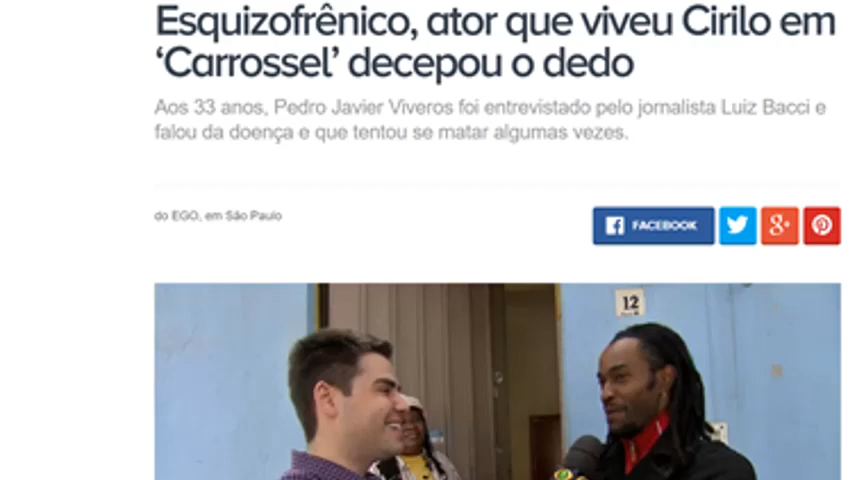 Esquizofrênico, ator que viveu Cirilo em
‘Carrossel’ decepou o dedo
Aos 33 anos, Pedro Javier Viveros foi entrevistado pelo jornalista Luiz Bacci e
falou da doença e que tentou se matar algumas vezes.
do EGO, em São Paulo
FACEBOOK
12